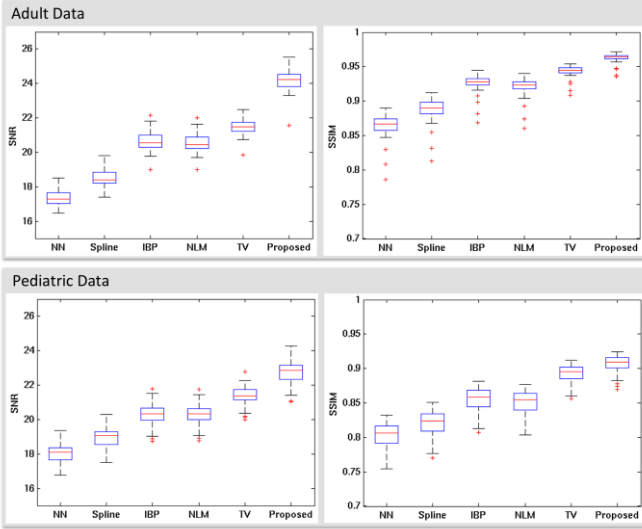 Adult Data
SNR
26
24
22
20
18
16
NN Spline IBP NLM TV Proposed
SSIM
1
0.95
0.9
0.85
0.8
0.75
0.7
NN Spline IBP NLM TV Proposed
Pediatric Data
SNR
26
24
22
20
18
16
NN Spline IBP NLM TV Proposed
SSIM
1
0.95
0.9
0.85
0.8
0.75
0.7
NN Spline IBP NLM TV Proposed